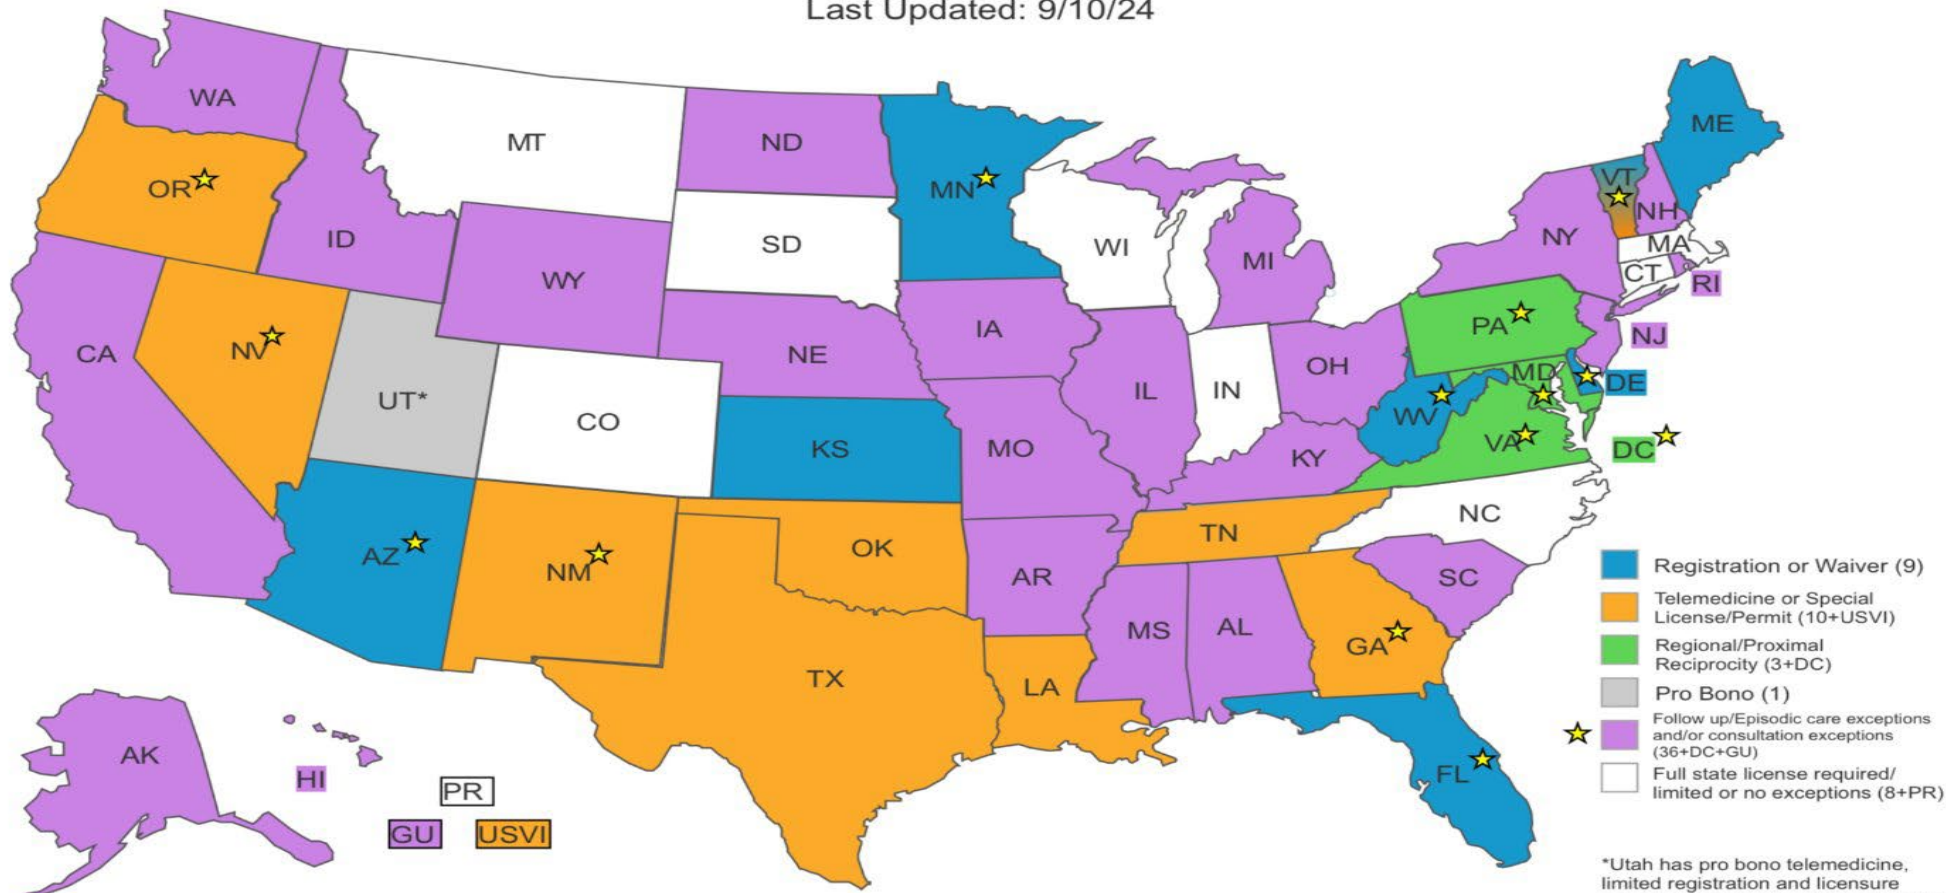 Last Updated: 9/10/24
WA
MT
ND
MN
ME
OR
ID
SD
WI
MI
VT
NH
NY
MA
CT
RI
WY
IA
PA
NJ
CA
NV
UT*
NE
IL
IN
OH
MD
DE
CO
KS
MO
KY
WV
VA
DC
AZ
NM
OK
AR
TN
NC
SC
MS
AL
GA
TX
LA
FL
AK
HI
PR
GU
USVI
Registration or Waiver (9)
Telemedicine or Special
License/Permit (10+USVI)
Regional/Proximal
Reciprocity (3+DC)
Pro Bono (1)
Follow up/Episodic care exceptions
and/or consultation exceptions
(36+DC+GU)
Full state license required/
limited or no exceptions (8+PR)
*Utah has pro bono telemedicine,
limited registration and licensure